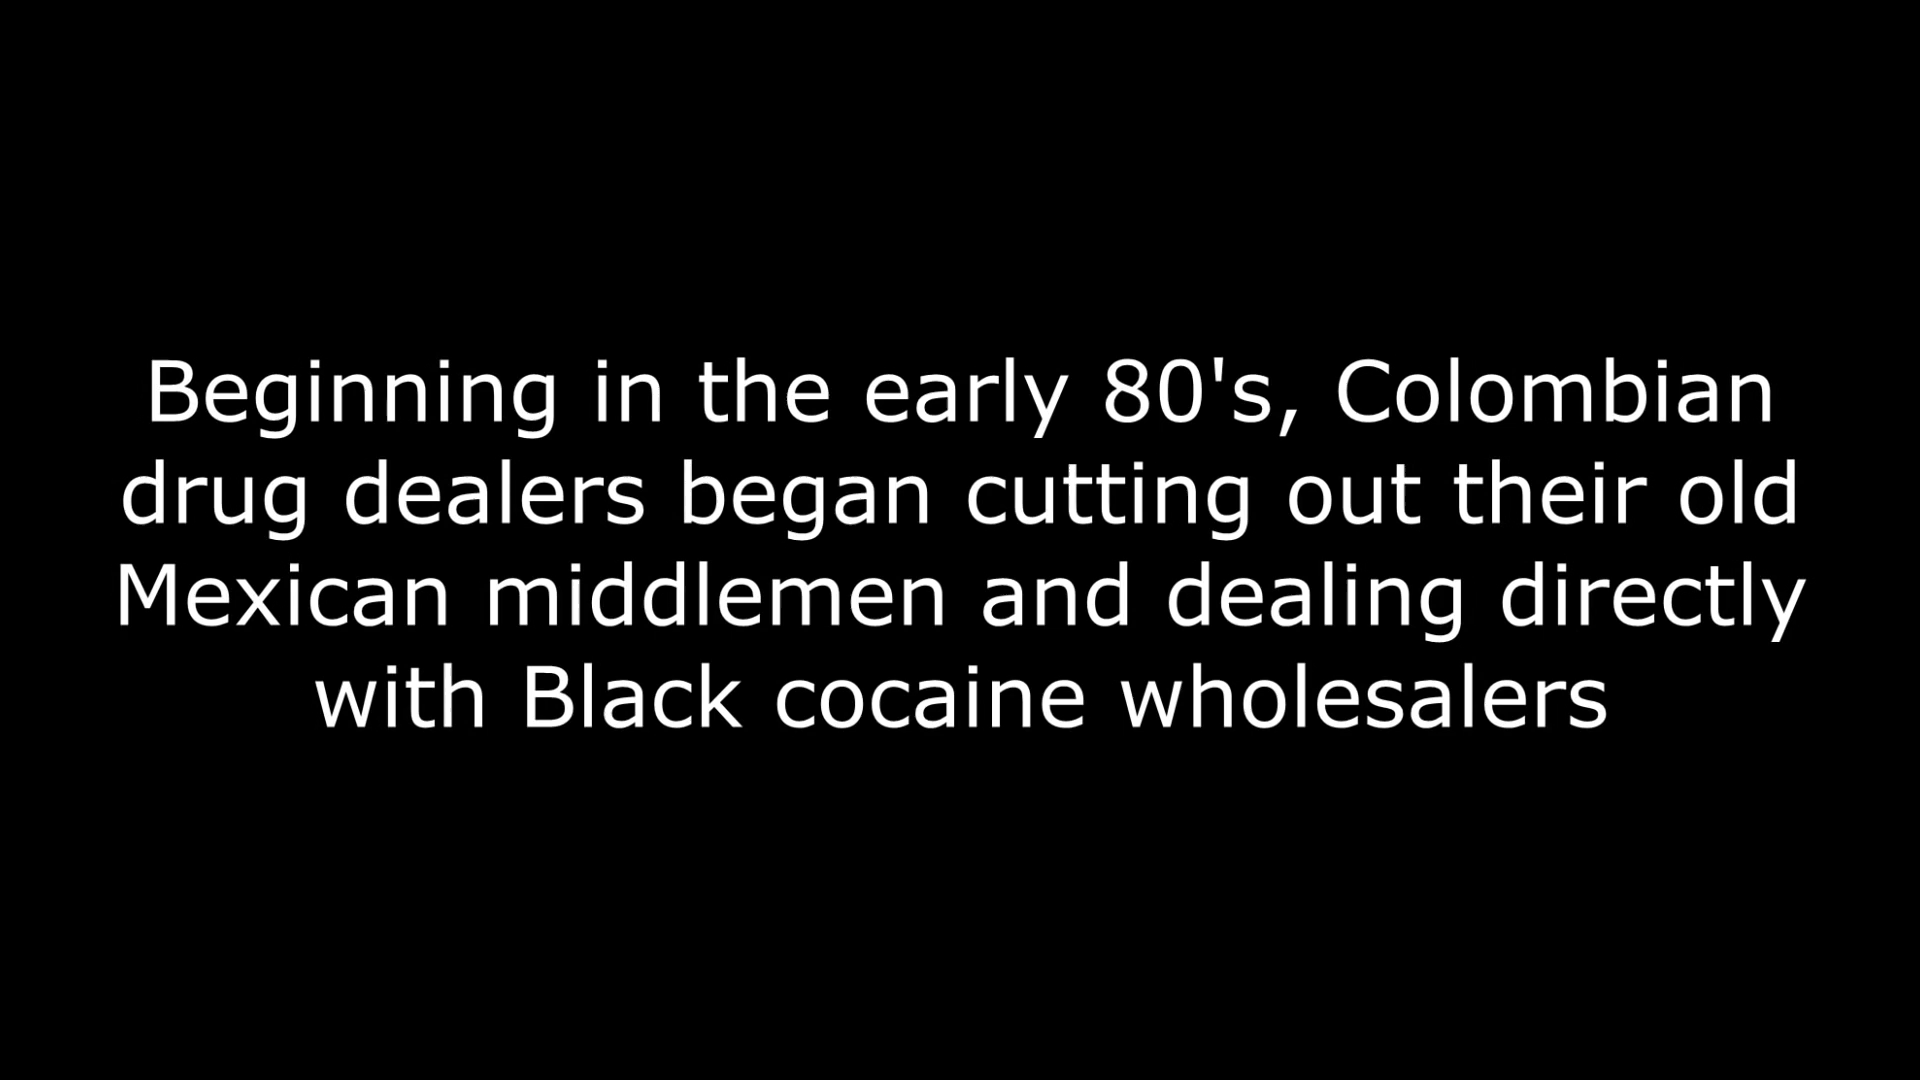 Beginning in the early 80's, Colombian
drug dealers began cutting out their old
Mexican middlemen and dealing directly
with Black cocaine wholesalers